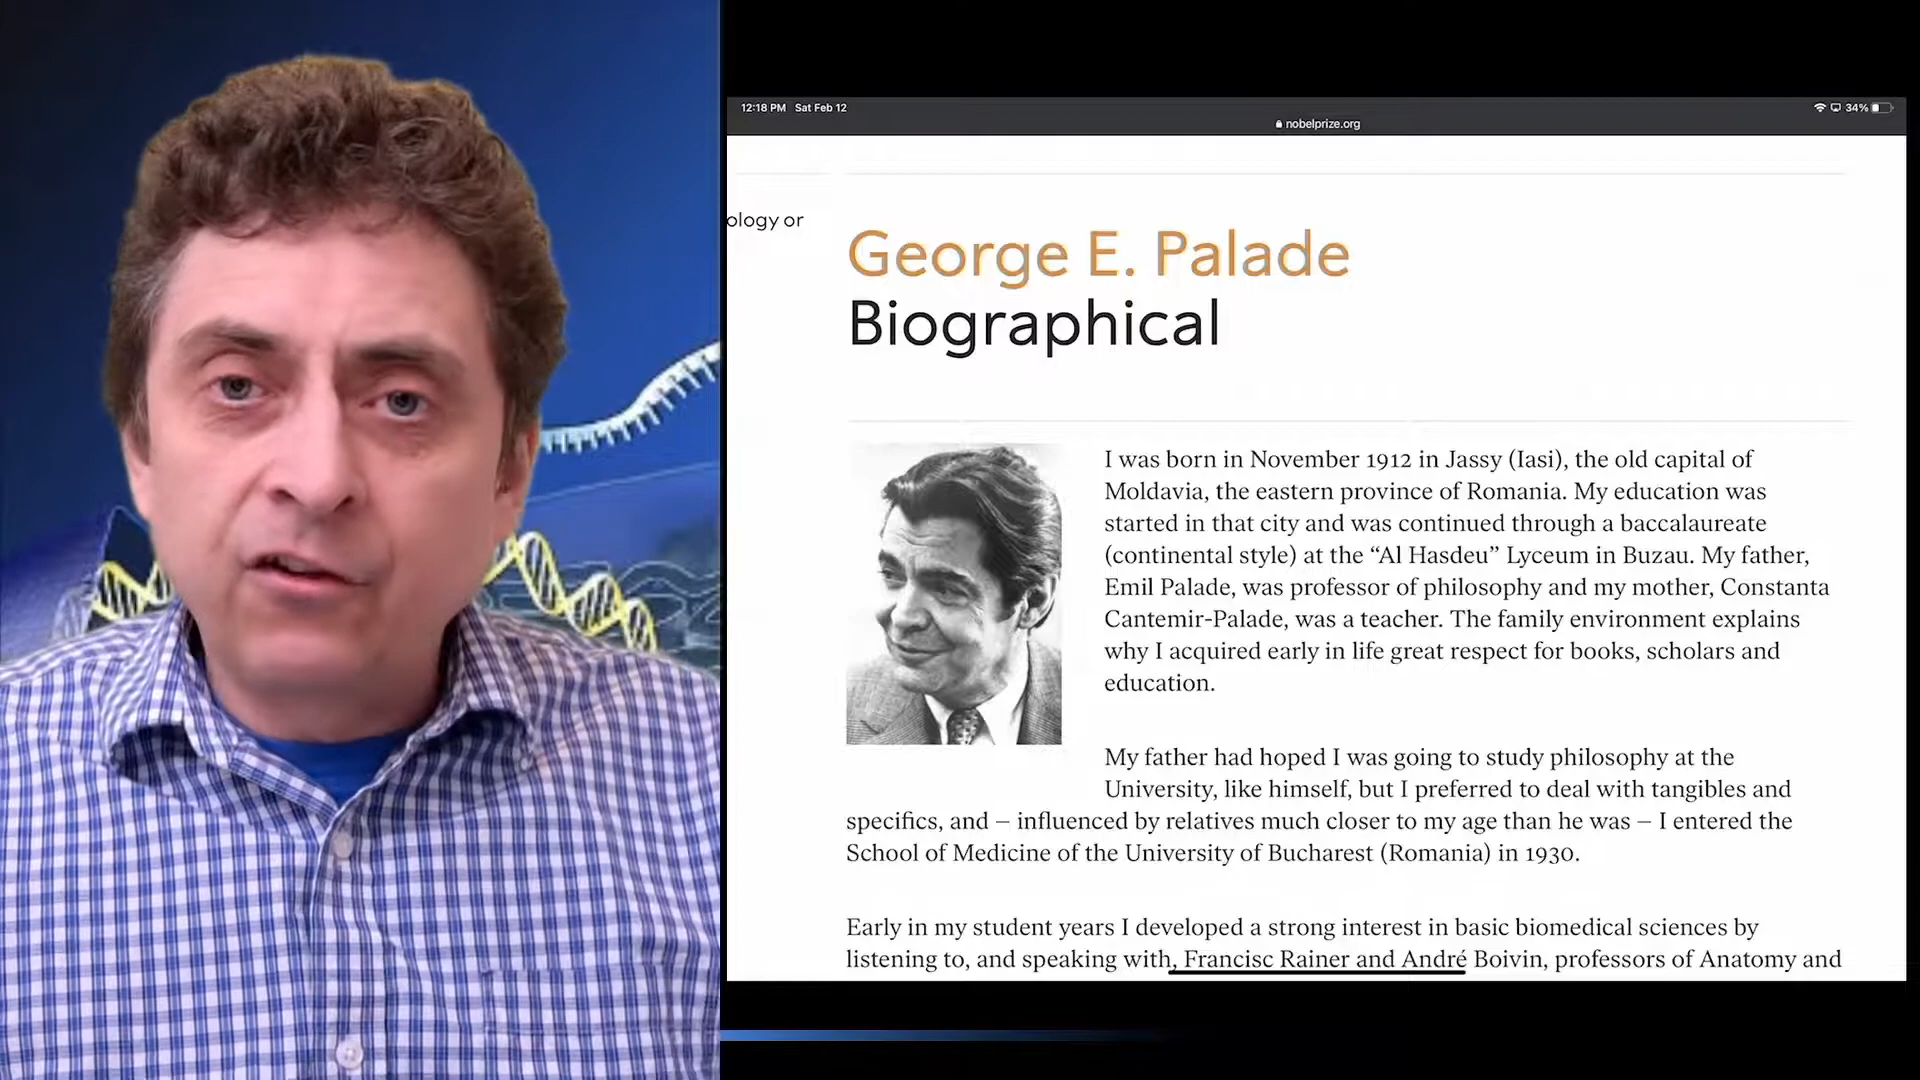 12:18 PM Sat Feb 12
34%
nobelprize.org
ology or
George E. Palade
Biographical
I was born in November 1912 in Jassy (Iasi), the old capital of
Moldavia, the eastern province of Romania. My education was
started in that city and was continued through a baccalaureate
(continental style) at the “Al Hasdeu” Lyceum in Buzau. My father,
Emil Palade, was professor of philosophy and my mother, Constanta
Cantemir-Palade, was a teacher. The family environment explains
why I acquired early in life great respect for books, scholars and
education.
My father had hoped I was going to study philosophy at the
University, like himself, but I preferred to deal with tangibles and
specifics, and – influenced by relatives much closer to my age than he was – I entered the
School of Medicine of the University of Bucharest (Romania) in 1930.
Early in my student years I developed a strong interest in basic biomedical sciences by
listening to, and speaking with, Francisc Rainer and André Boivin, professors of Anatomy and